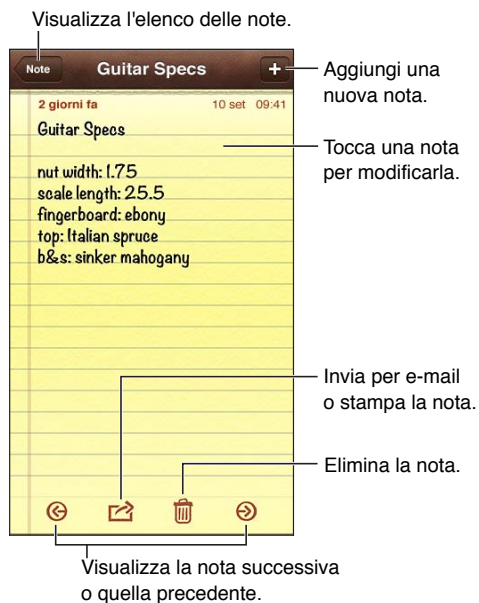 Visualizza l'elenco delle note.
Note
Guitar Specs
+
Aggiungi una
nuova nota.
2 giorni fa
10 set 09:41
Guitar Specs
Tocca una nota
per modificarla.
nut width: 1.75
scale length: 25.5
fingerboard: ebony
top: Italian spruce
b&s: sinker mahogany
Invia per e-mail
o stampa la nota.
Elimina la nota.
Visualizza la nota successiva
o quella precedente.